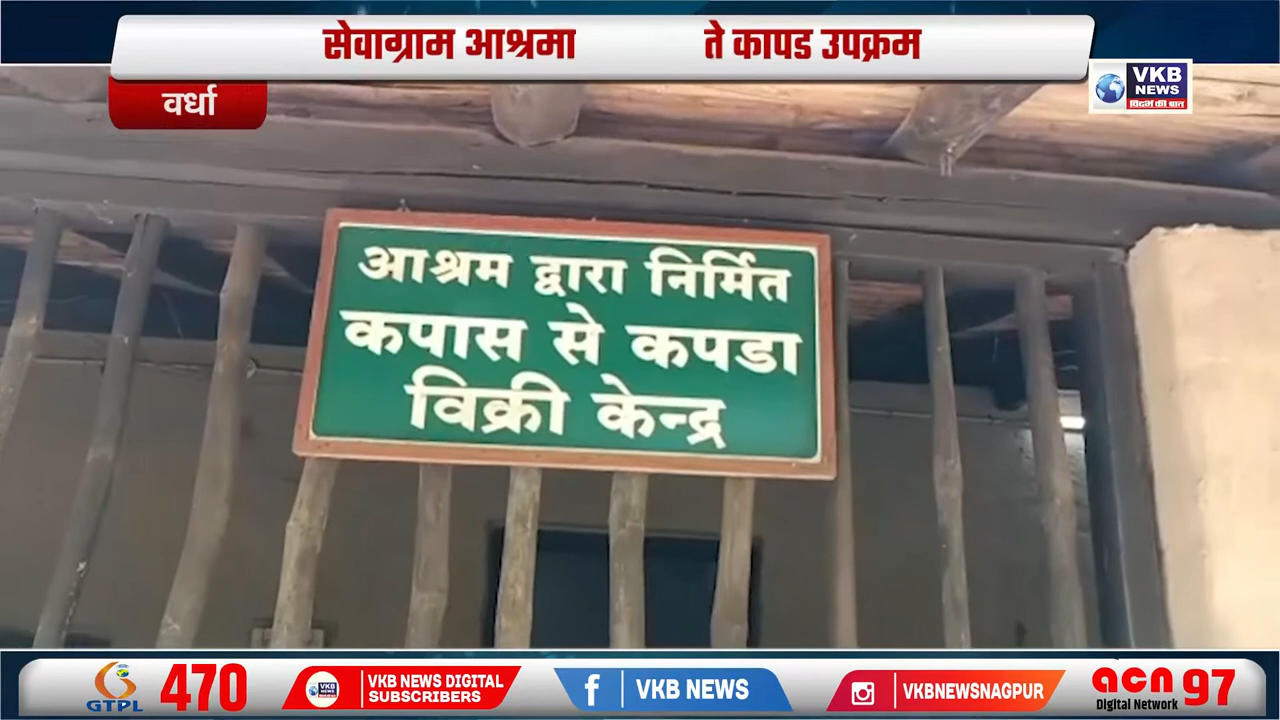 सेवाग्राम आश्रमा ते कापड उपक्रम
वर्धा
VKB
NEWS
विदर्भ की बात
आश्रम द्वारा निर्मित
कपास से कपडा
विक्री केन्द्र
GTPL
470
VKB NEWS DIGITAL
SUBSCRIBERS
VKB NEWS
VKBNEWSNAGPUR
acn 97
Digital Network